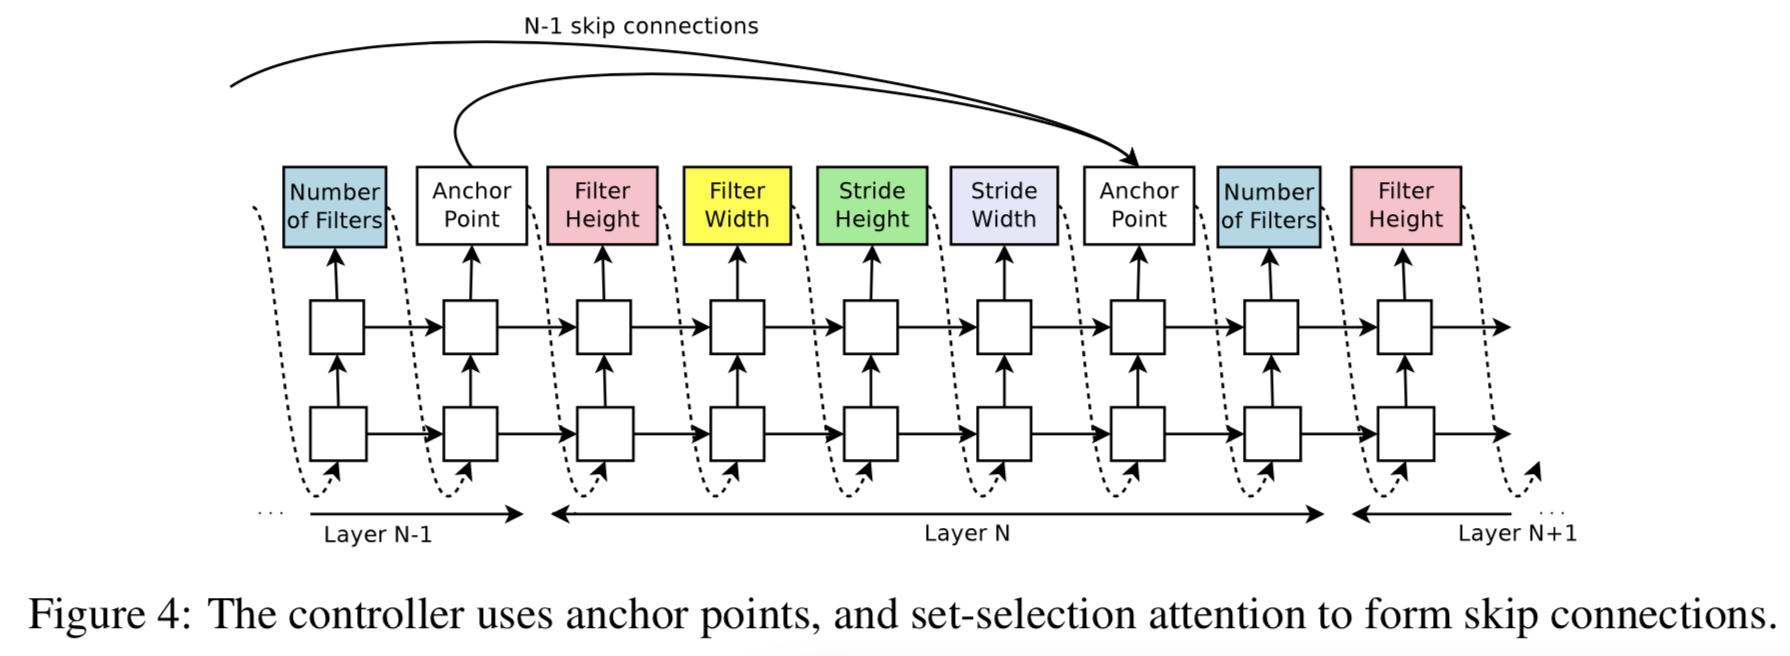 N-1 skip connections
Number
of Filters
Anchor
Point
Filter
Height
Filter
Width
Stride
Height
Stride
Width
Anchor
Point
Number
of Filters
Filter
Height
...
Layer N-1
Layer N
...
Layer N+1
Figure 4: The controller uses anchor points, and set-selection attention to form skip connections.